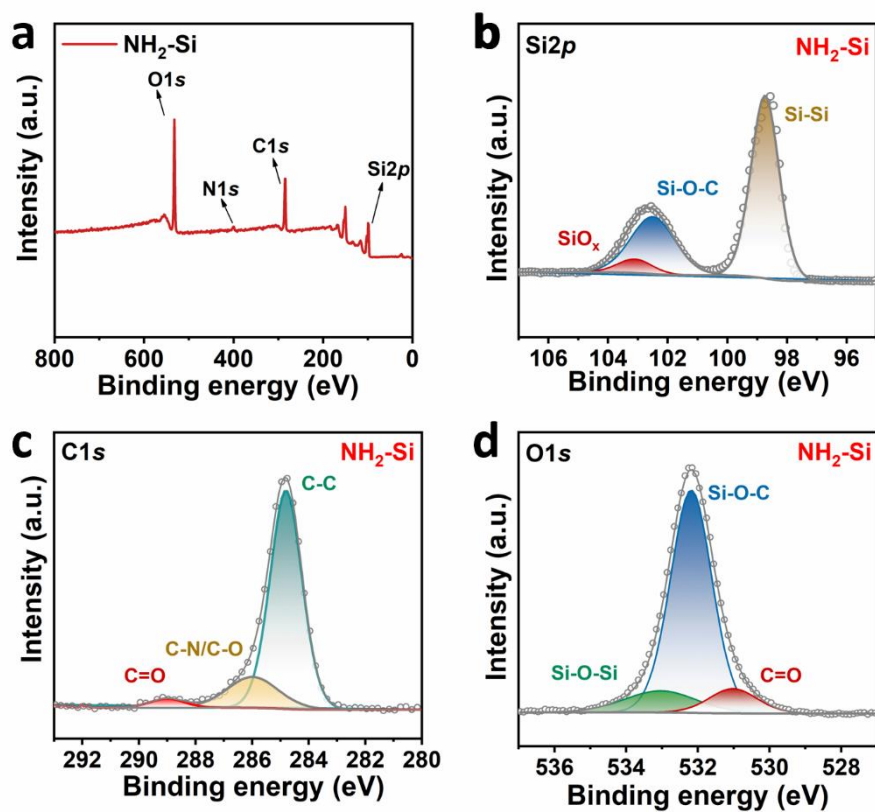 a
NH₂-Si
O1s
N1s
C1s
Si2p
Intensity (a.u.)
800 600 400 200 0
Binding energy (eV)
b
Si2p
NH₂-Si
Si-Si
Si-O-C
SiOₓ
Intensity (a.u.)
106 104 102 100 98 96
Binding energy (eV)
c
C1s
NH₂-Si
C-C
C-N/C-O
C=O
Intensity (a.u.)
292 290 288 286 284 282 280
Binding energy (eV)
d
O1s
NH₂-Si
Si-O-C
Si-O-Si
C=O
Intensity (a.u.)
536 534 532 530 528
Binding energy (eV)